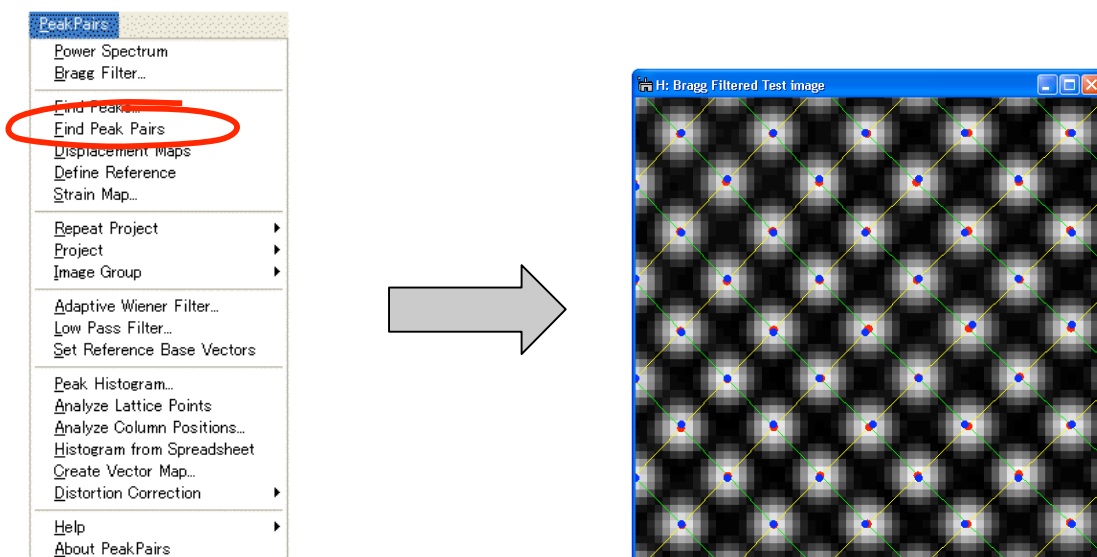 PeakPairs
Power Spectrum
Bragg Filter...
Find Peaks...
Find Peak Pairs
Displacement Maps
Define Reference
Strain Map...
Repeat Project
Project
Image Group
Adaptive Wiener Filter...
Low Pass Filter...
Set Reference Base Vectors
Peak Histogram...
Analyze Lattice Points
Analyze Column Positions...
Histogram from Spreadsheet
Create Vector Map...
Distortion Correction
Help
About PeakPairs
H: Bragg Filtered Test image